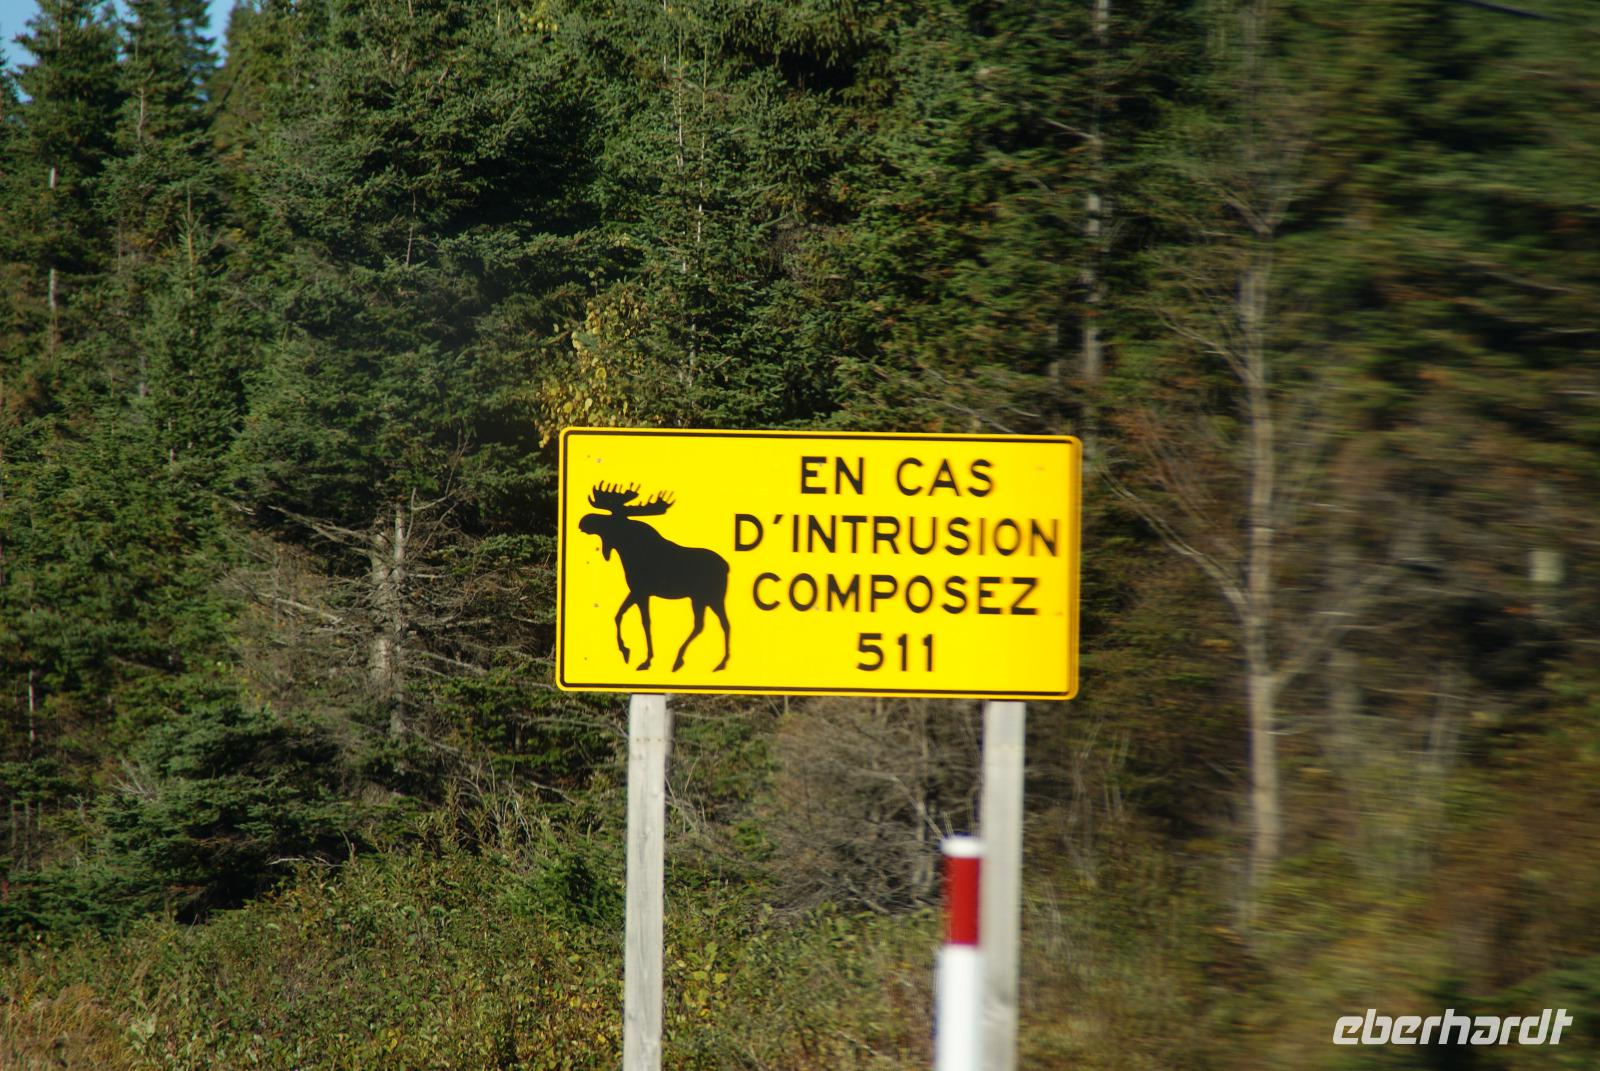 EN CAS
D'INTRUSION
COMPOSEZ
511
eberhardt